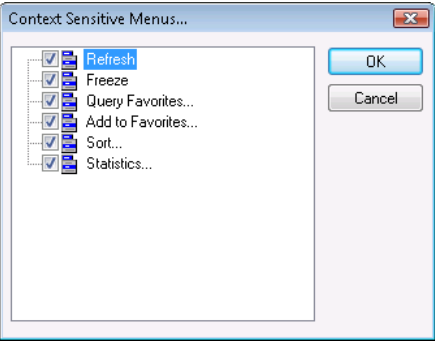 Context Sensitive Menus...
Refresh
Freeze
Query Favorites...
Add to Favorites...
Sort...
Statistics...
OK
Cancel